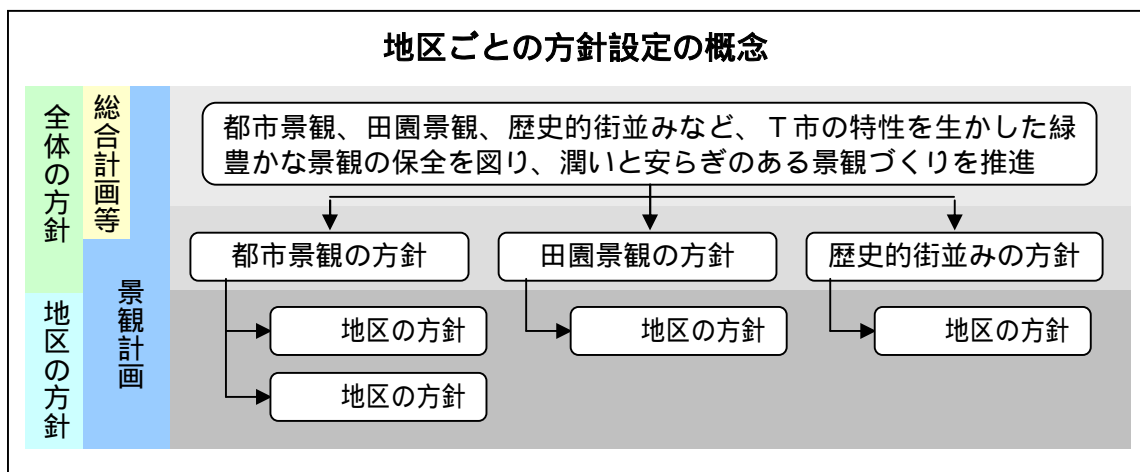 地区ごとの方針設定の概念
全体の方針
総合計画等
景観計画
地区の方針
都市景観、田園景観、歴史的街並みなど、T市の特性を生かした緑
豊かな景観の保全を図り、潤いと安らぎのある景観づくりを推進
都市景観の方針
田園景観の方針
歴史的街並みの方針
地区の方針
地区の方針
地区の方針
地区の方針